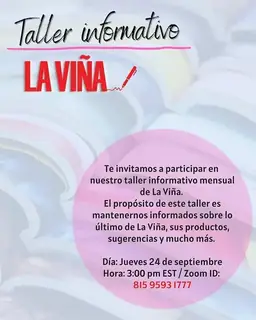 Taller informativo
LA VIÑA
Te invitamos a participar en
nuestro taller informativo mensual
de La Viña.
El propósito de este taller es
mantenernos informados sobre lo
último de La Viña, sus productos,
sugerencias y mucho más.
Día: Jueves 24 de septiembre
Hora: 3:00 pm EST / Zoom ID:
815 9593 1777